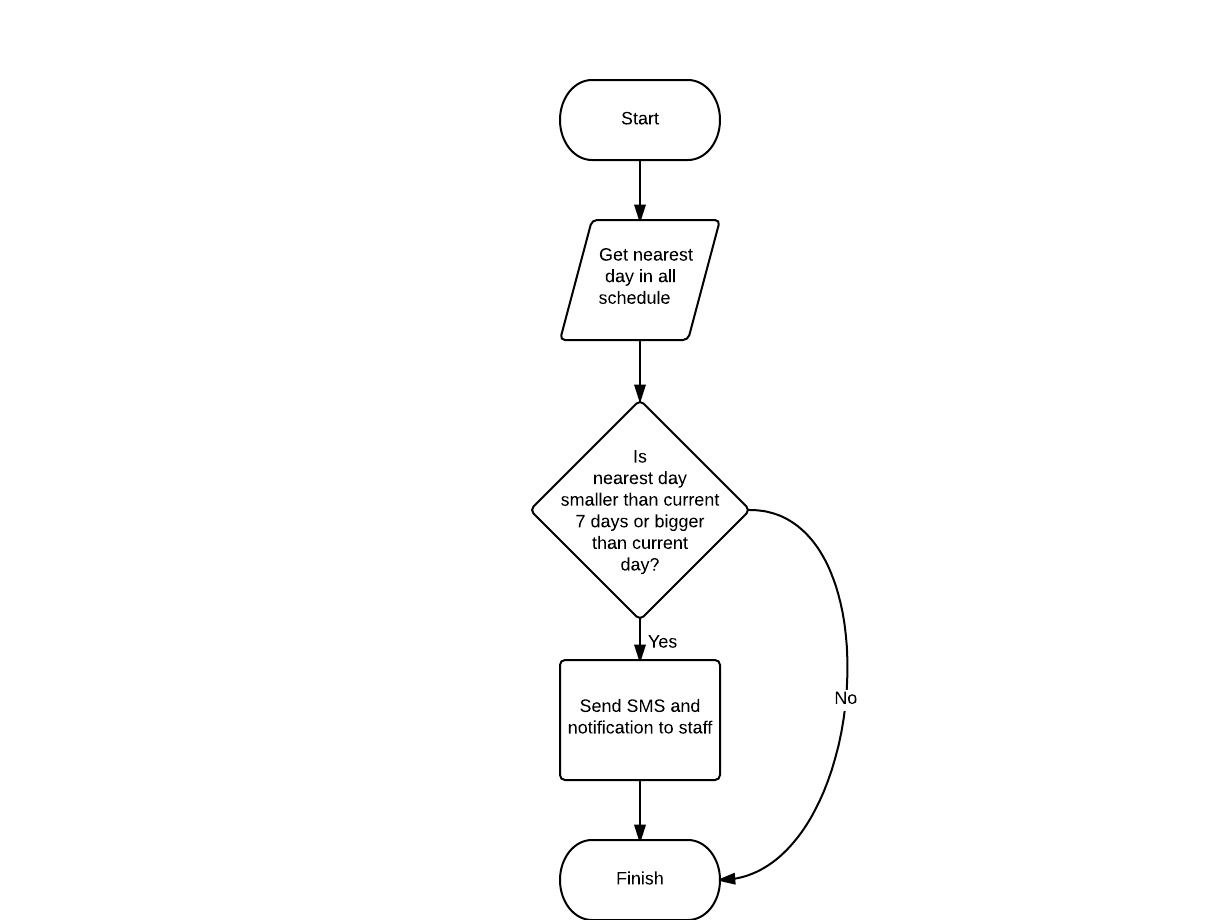 Start
Get nearest
day in all
schedule
Is
nearest day
smaller than current
7 days or bigger
than current
day?
Yes
Send SMS and
notification to staff
No
Finish